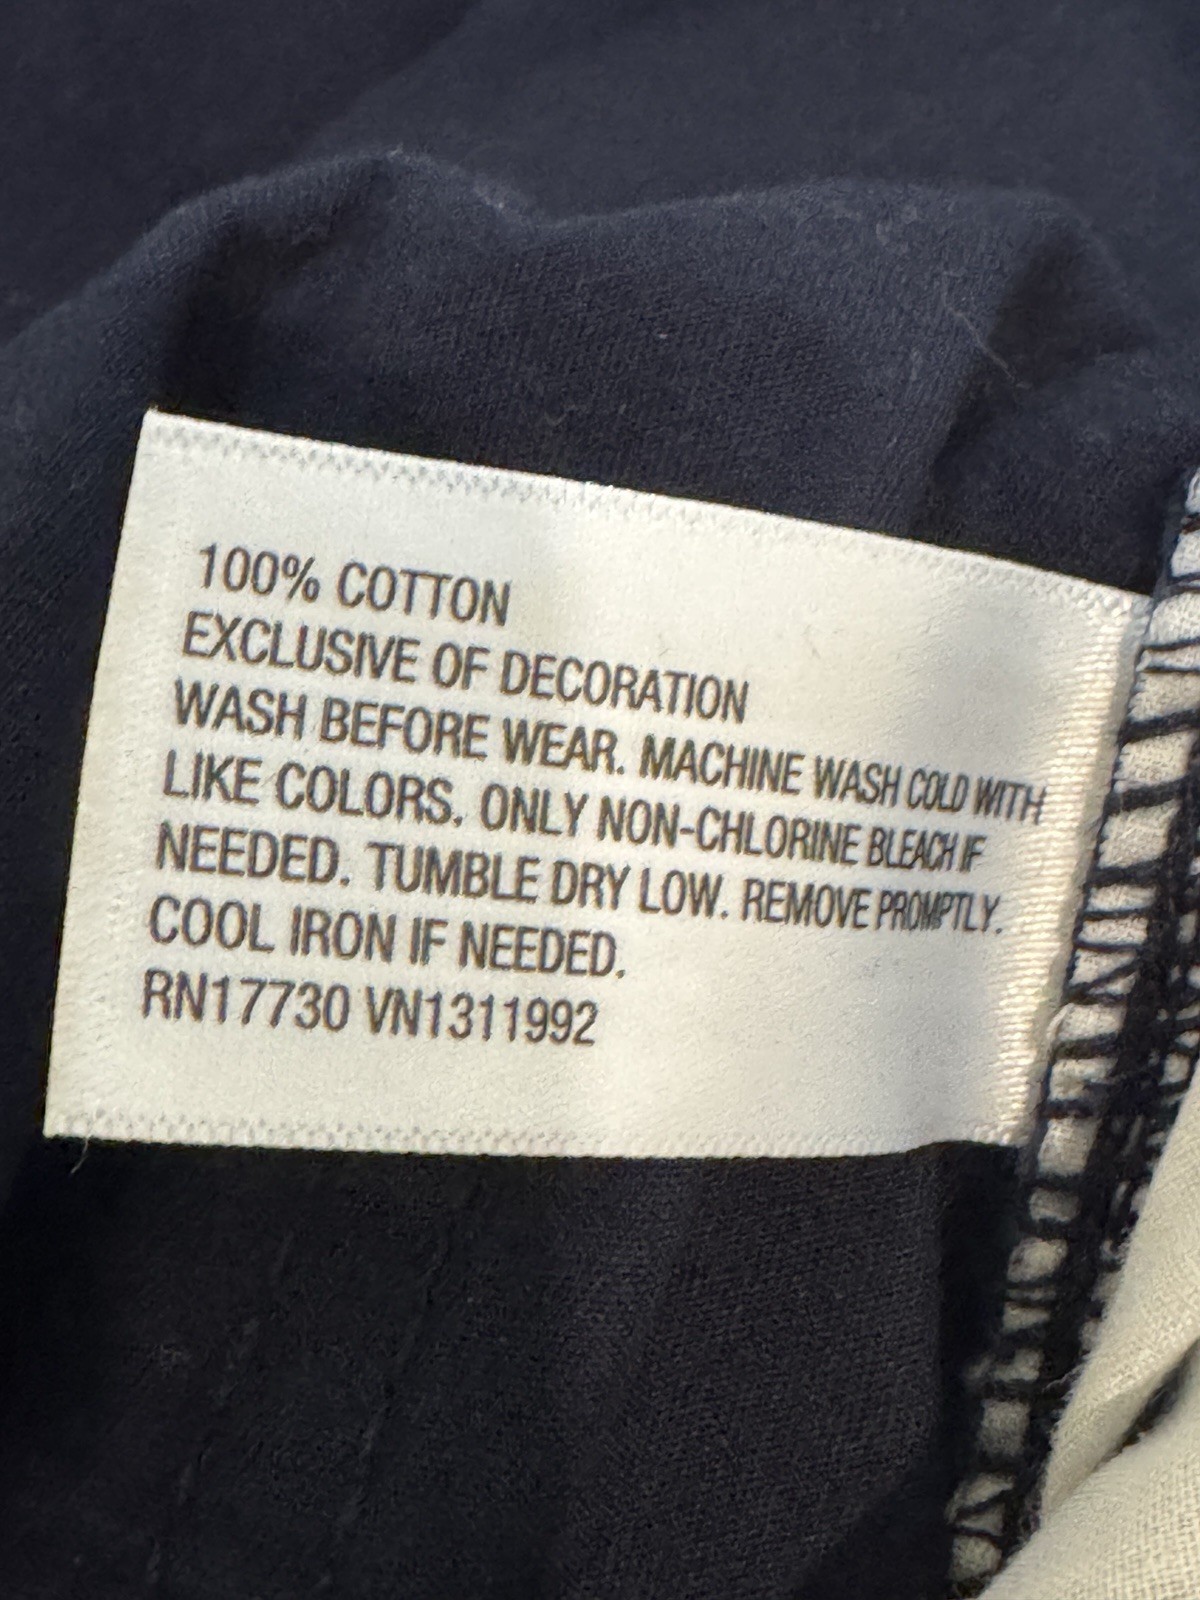 100% COTTON
EXCLUSIVE OF DECORATION
WASH BEFORE WEAR. MACHINE WASH COLD WITH
LIKE COLORS. ONLY NON-CHLORINE BLEACH IF
NEEDED. TUMBLE DRY LOW. REMOVE PROMPTLY.
COOL IRON IF NEEDED.
RN17730 VN1311992